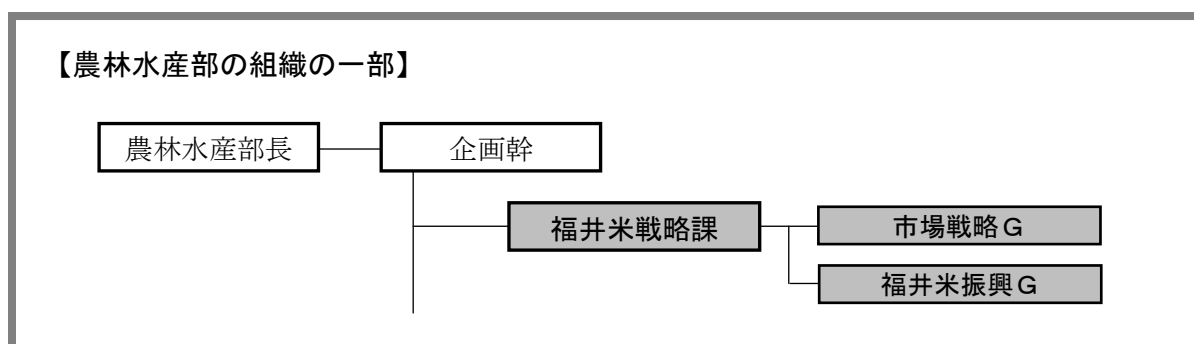 【農林水産部の組織の一部】
農林水産部長
企画幹
福井米戦略課
市場戦略Ｇ
福井米振興Ｇ